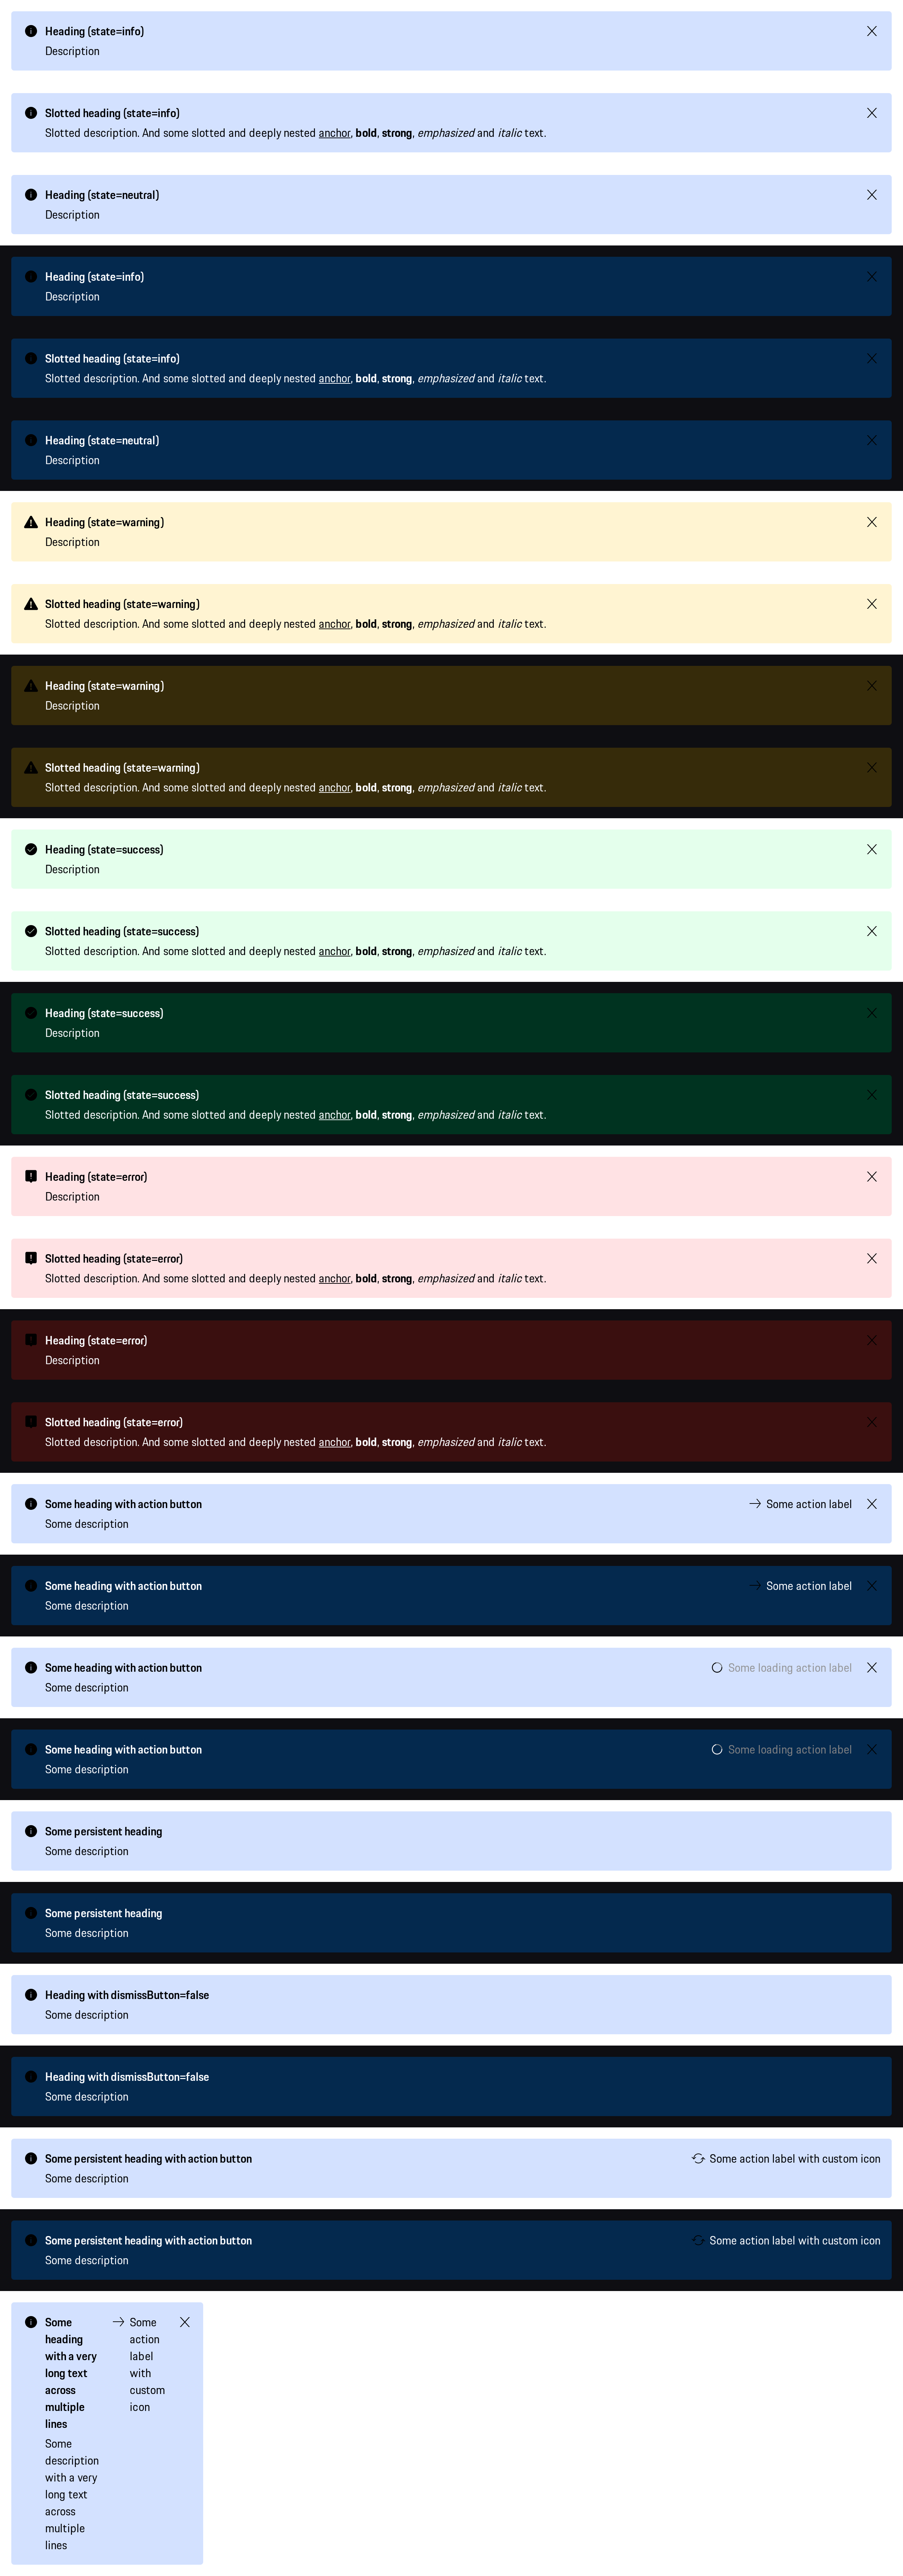 Heading (state=info)
Description
Slotted heading (state=info)
Slotted description. And some slotted and deeply nested anchor, bold, strong, emphasized and italic text.
Heading (state=neutral)
Description
Heading (state=info)
Description
Slotted heading (state=info)
Slotted description. And some slotted and deeply nested anchor, bold, strong, emphasized and italic text.
Heading (state=neutral)
Description
Heading (state=warning)
Description
Slotted heading (state=warning)
Slotted description. And some slotted and deeply nested anchor, bold, strong, emphasized and italic text.
Heading (state=warning)
Description
Slotted heading (state=warning)
Slotted description. And some slotted and deeply nested anchor, bold, strong, emphasized and italic text.
Heading (state=success)
Description
Slotted heading (state=success)
Slotted description. And some slotted and deeply nested anchor, bold, strong, emphasized and italic text.
Heading (state=success)
Description
Slotted heading (state=success)
Slotted description. And some slotted and deeply nested anchor, bold, strong, emphasized and italic text.
Heading (state=error)
Description
Slotted heading (state=error)
Slotted description. And some slotted and deeply nested anchor, bold, strong, emphasized and italic text.
Heading (state=error)
Description
Slotted heading (state=error)
Slotted description. And some slotted and deeply nested anchor, bold, strong, emphasized and italic text.
Some heading with action button
Some action label
Some description
Some heading with action button
Some action label
Some description
Some heading with action button
Some loading action label
Some description
Some heading with action button
Some loading action label
Some description
Some persistent heading
Some description
Some persistent heading
Some description
Heading with dismissButton=false
Some description
Heading with dismissButton=false
Some description
Some persistent heading with action button
Some action label with custom icon
Some description
Some persistent heading with action button
Some action label with custom icon
Some description
Some
heading
with a very
long text
across
multiple
lines
Some
description
with a very
long text
across
multiple
lines
Some
action
label
with
custom
icon